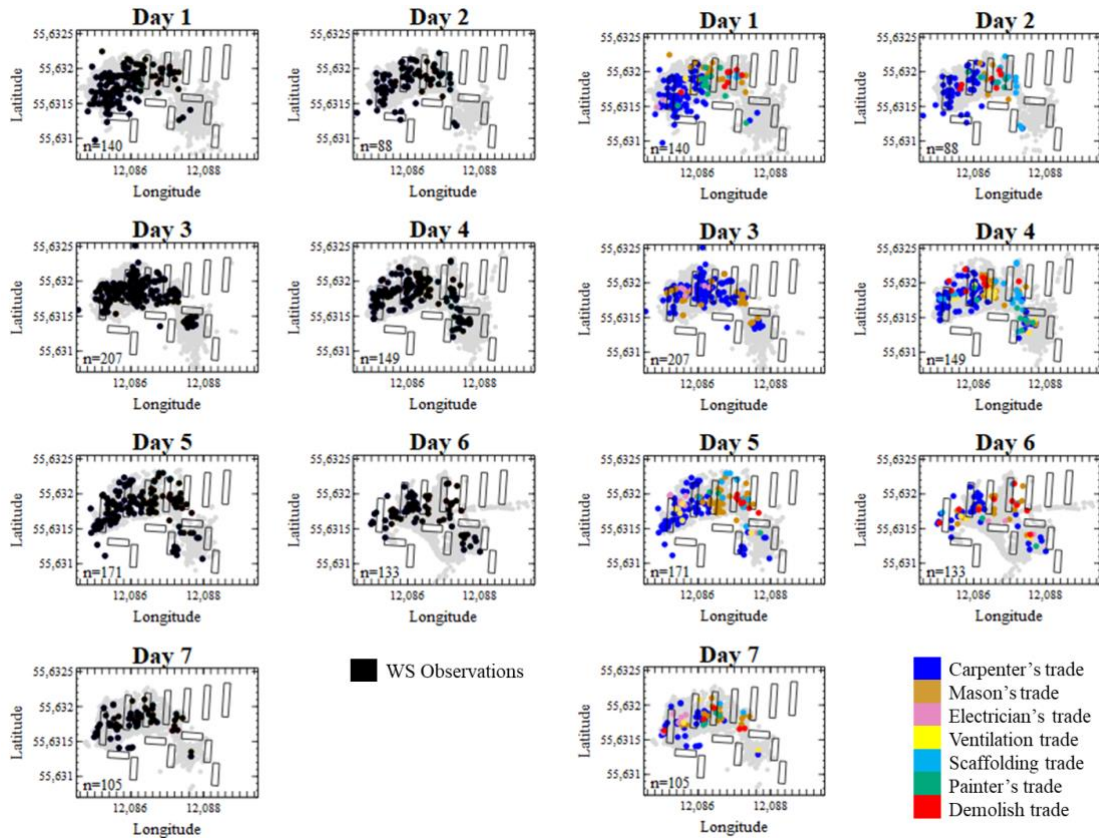 Day 1
Day 2
Day 1
Day 2
55,6325
55,632
55,6315
55,631
Latitude
n=140
12,086
12,088
Longitude
55,6325
55,632
55,6315
55,631
Latitude
n=88
12,086
12,088
Longitude
55,6325
55,632
55,6315
55,631
Latitude
n=140
12,086
12,088
Longitude
55,6325
55,632
55,6315
55,631
Latitude
n=88
12,086
12,088
Longitude
Day 3
Day 4
Day 3
Day 4
55,6325
55,632
55,6315
55,631
Latitude
n=207
12,086
12,088
Longitude
55,6325
55,632
55,6315
55,631
Latitude
n=149
12,086
12,088
Longitude
55,6325
55,632
55,6315
55,631
Latitude
n=207
12,086
12,088
Longitude
55,6325
55,632
55,6315
55,631
Latitude
n=149
12,086
12,088
Longitude
Day 5
Day 6
Day 5
Day 6
55,6325
55,632
55,6315
55,631
Latitude
n=171
12,086
12,088
Longitude
55,6325
55,632
55,6315
55,631
Latitude
n=133
12,086
12,088
Longitude
55,6325
55,632
55,6315
55,631
Latitude
n=171
12,086
12,088
Longitude
55,6325
55,632
55,6315
55,631
Latitude
n=133
12,086
12,088
Longitude
Day 7
Day 7
55,6325
55,632
55,6315
55,631
Latitude
n=105
12,086
12,088
Longitude
WS Observations
55,6325
55,632
55,6315
55,631
Latitude
n=105
12,086
12,088
Longitude
Carpenter's trade
Mason's trade
Electrician's trade
Ventilation trade
Scaffolding trade
Painter's trade
Demolish trade